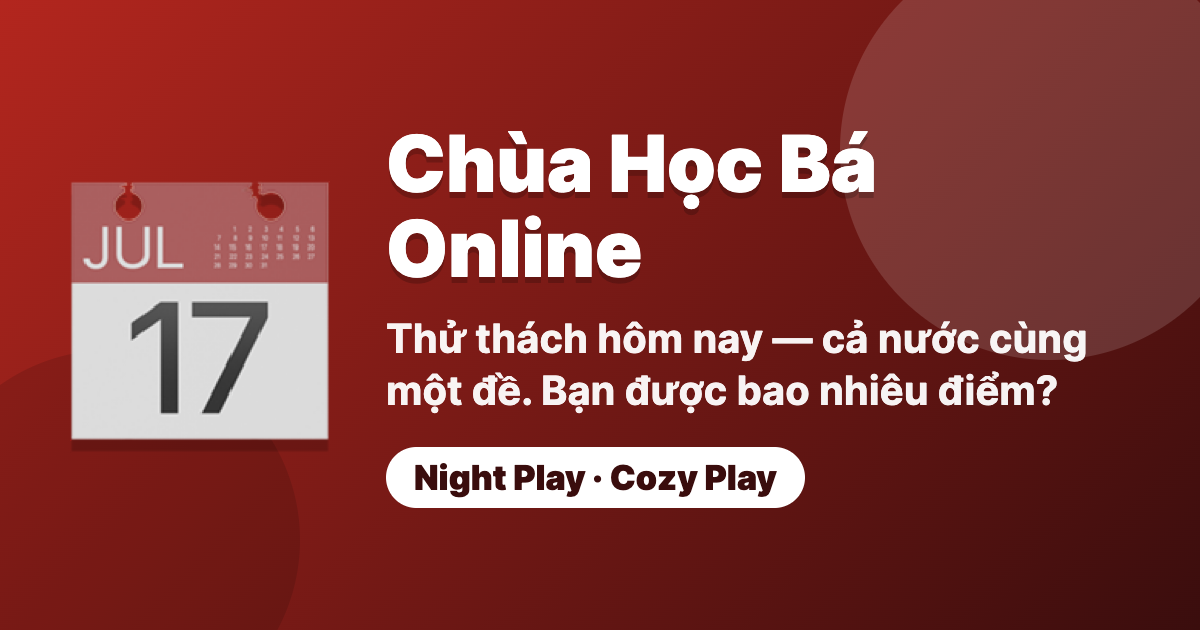 Chùa Học Bá
Online
Thử thách hôm nay — cả nước cùng
một đề. Bạn được bao nhiêu điểm?
Night Play · Cozy Play
JUL
17